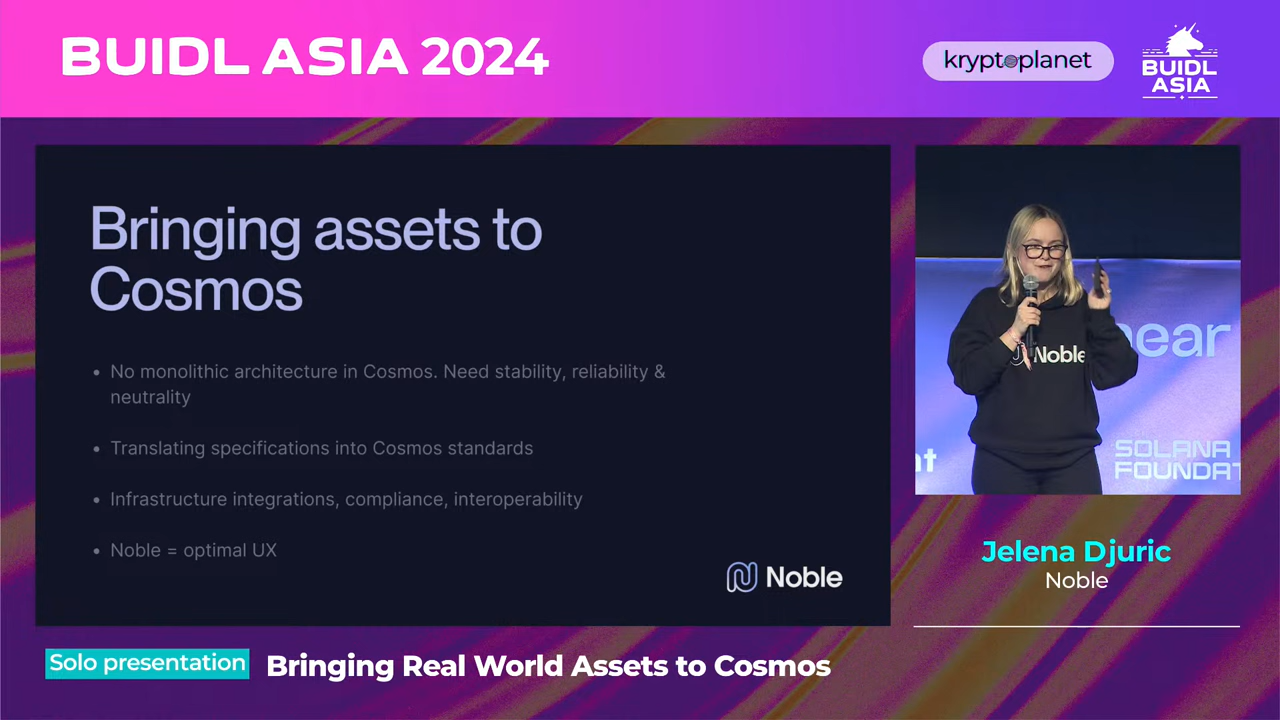 BUIDL ASIA 2024
kryptoplanet
BUIDL
ASIA
Bringing assets to
Cosmos
• No monolithic architecture in Cosmos. Need stability, reliability &
neutrality
• Translating specifications into Cosmos standards
• Infrastructure integrations, compliance, interoperability
• Noble = optimal UX
Noble
Noble
near
SOLANA
FOUNDAT
Jelena Djuric
Noble
Solo presentation
Bringing Real World Assets to Cosmos